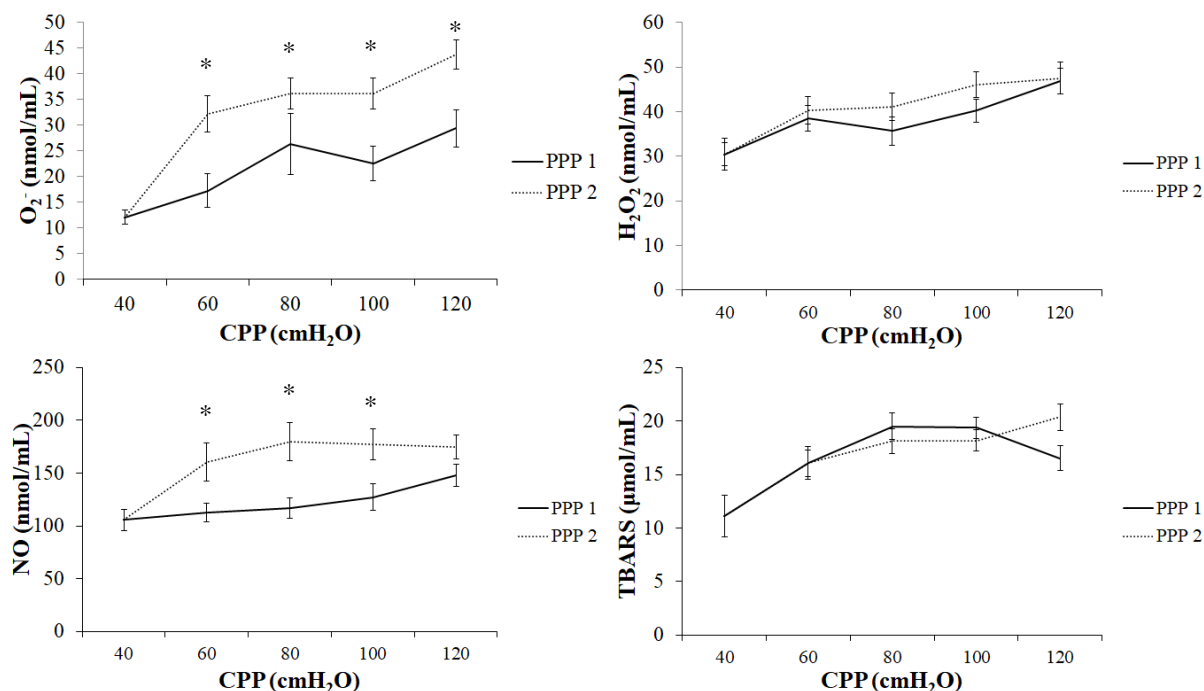 50
45
40
35
30
25
20
15
10
5
0
O₂⁻ (nmol/mL)
* * * *
40 60 80 100 120
CPP (cmH₂O)
PPP 1
PPP 2
60
50
40
30
20
10
0
H₂O₂ (nmol/mL)
40 60 80 100 120
CPP (cmH₂O)
PPP 1
PPP 2
250
200
150
100
50
0
NO (nmol/mL)
* * *
40 60 80 100 120
CPP (cmH₂O)
PPP 1
PPP 2
25
20
15
10
5
0
TBARS (µmol/mL)
40 60 80 100 120
CPP (cmH₂O)
PPP 1
PPP 2